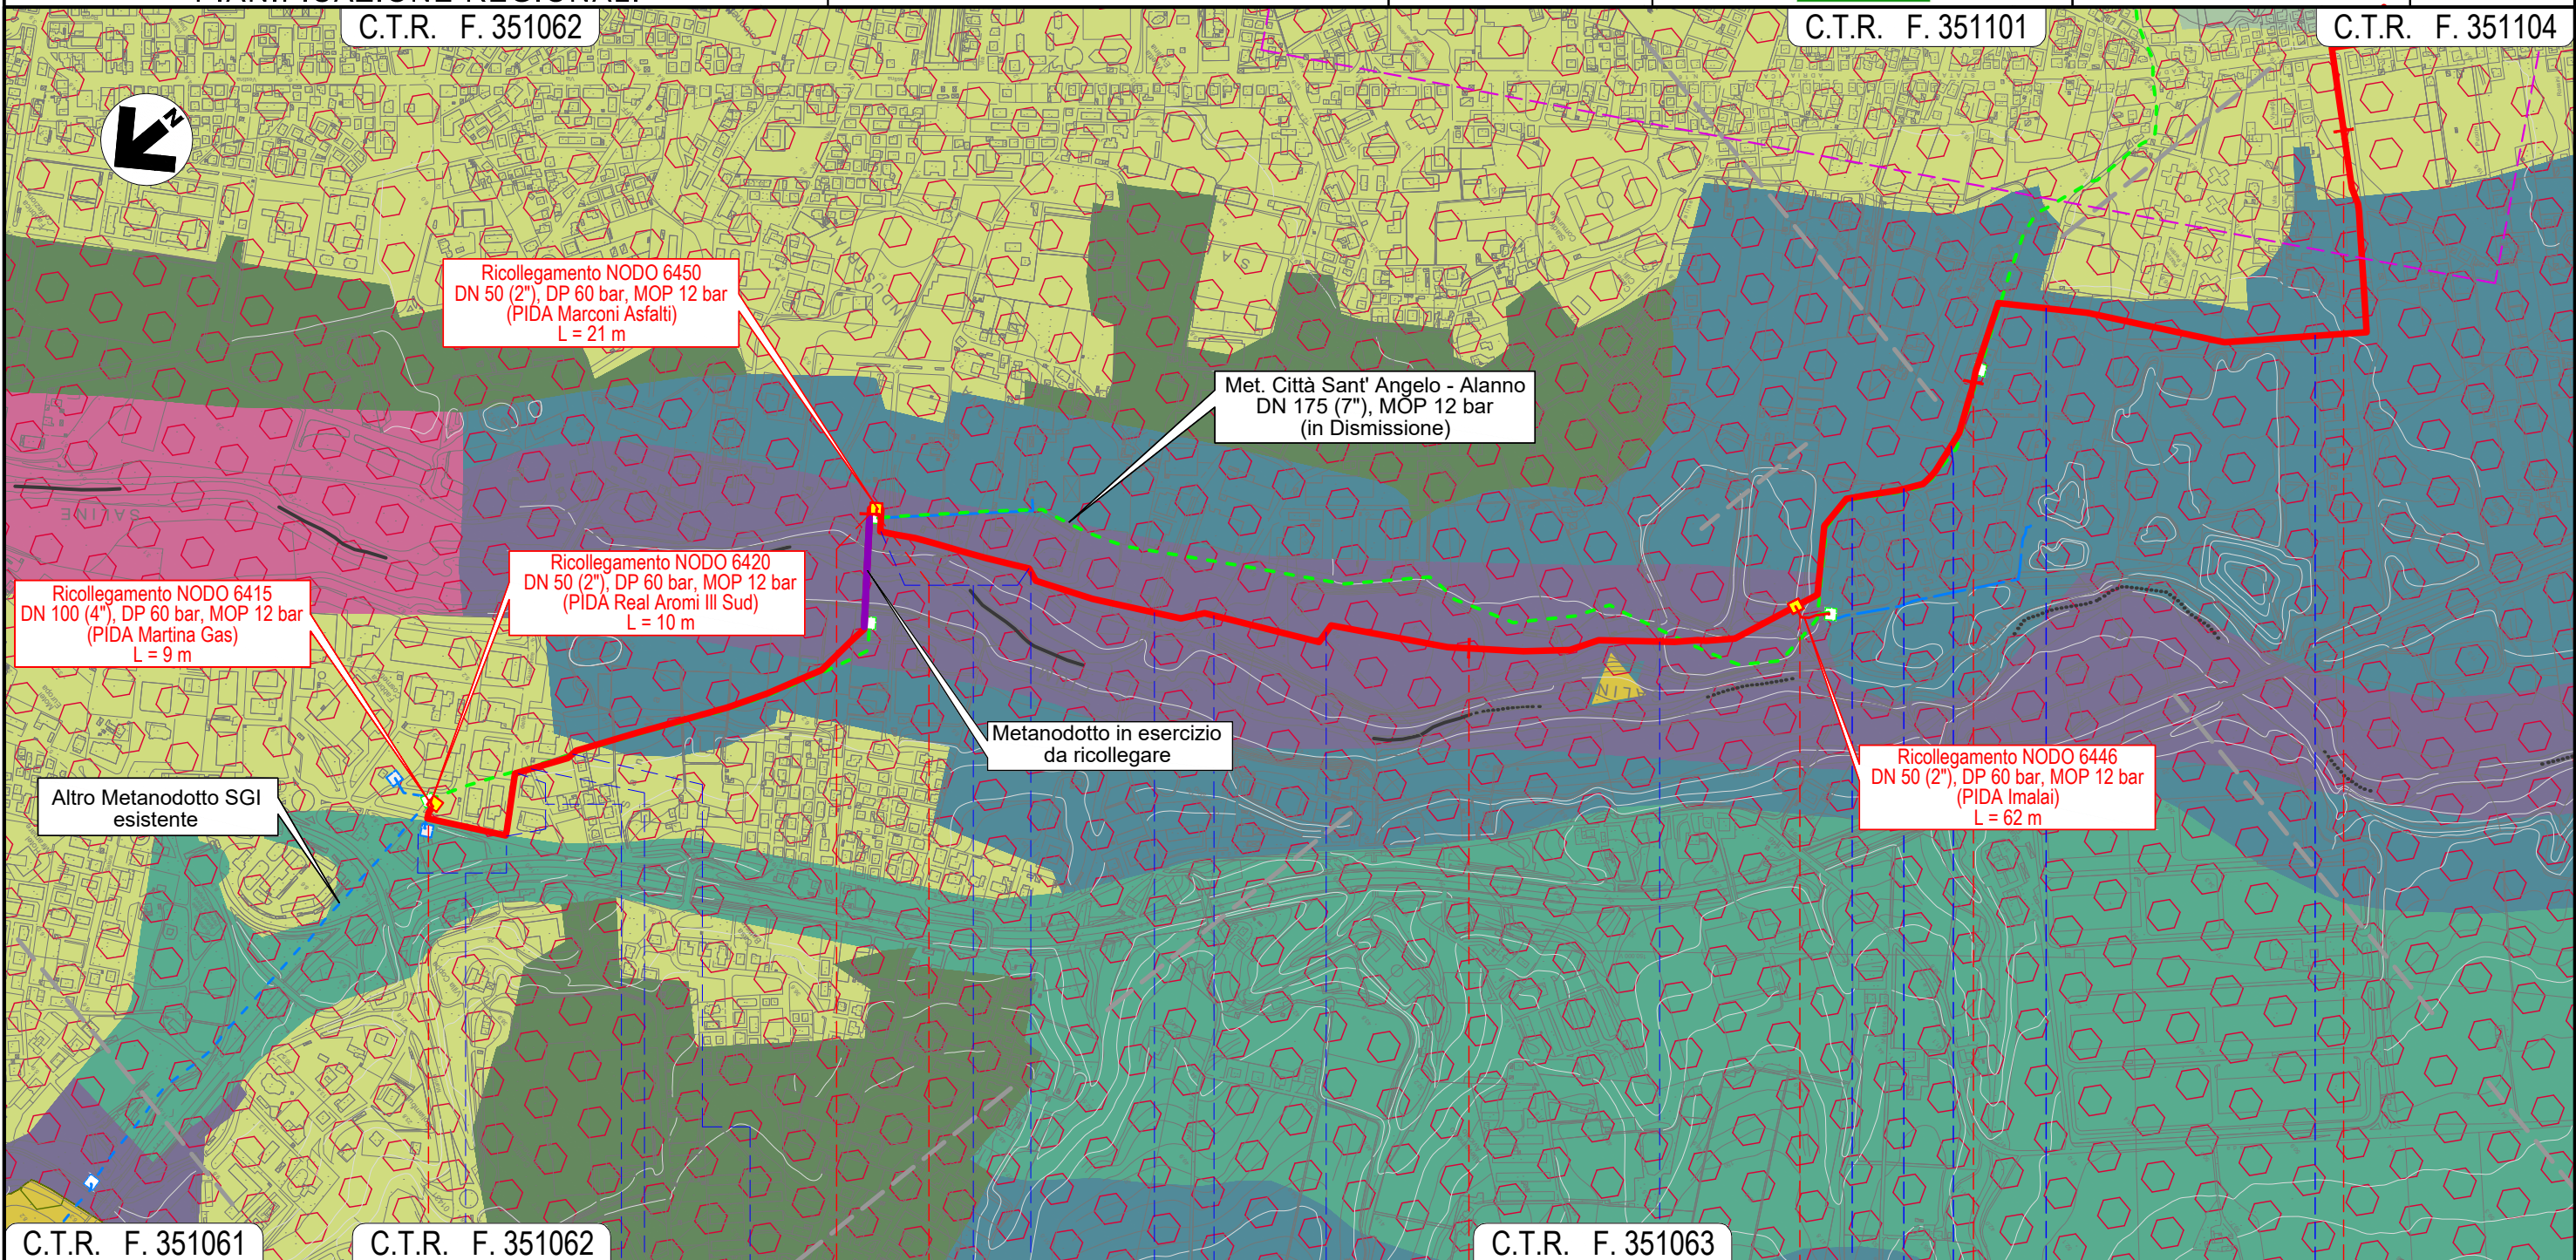 C.T.R. F. 351062
C.T.R. F. 351101
C.T.R. F. 351104
N
Ricollegamento NODO 6450
DN 50 (2"), DP 60 bar, MOP 12 bar
(PIDA Marconi Asfalti)
L = 21 m
Met. Città Sant' Angelo - Alanno
DN 175 (7"), MOP 12 bar
(in Dismissione)
SALINE
Ricollegamento NODO 6420
DN 50 (2"), DP 60 bar, MOP 12 bar
(PIDA Real Aromi III Sud)
L = 10 m
Ricollegamento NODO 6415
DN 100 (4"), DP 60 bar, MOP 12 bar
(PIDA Martina Gas)
L = 9 m
Metanodotto in esercizio
da ricollegare
Ricollegamento NODO 6446
DN 50 (2"), DP 60 bar, MOP 12 bar
(PIDA Imalai)
L = 62 m
Altro Metanodotto SGI
esistente
C.T.R. F. 351061
C.T.R. F. 351062
C.T.R. F. 351063